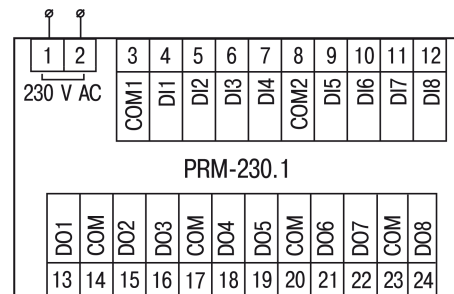 1 2 3 4 5 6 7 8 9 10 11 12
230 V AC COM1 DI1 DI2 DI3 DI4 COM2 DI5 DI6 DI7 DI8
PRM-230.1
DO1 COM DO2 DO3 COM DO4 DO5 COM DO6 DO7 COM DO8
13 14 15 16 17 18 19 20 21 22 23 24